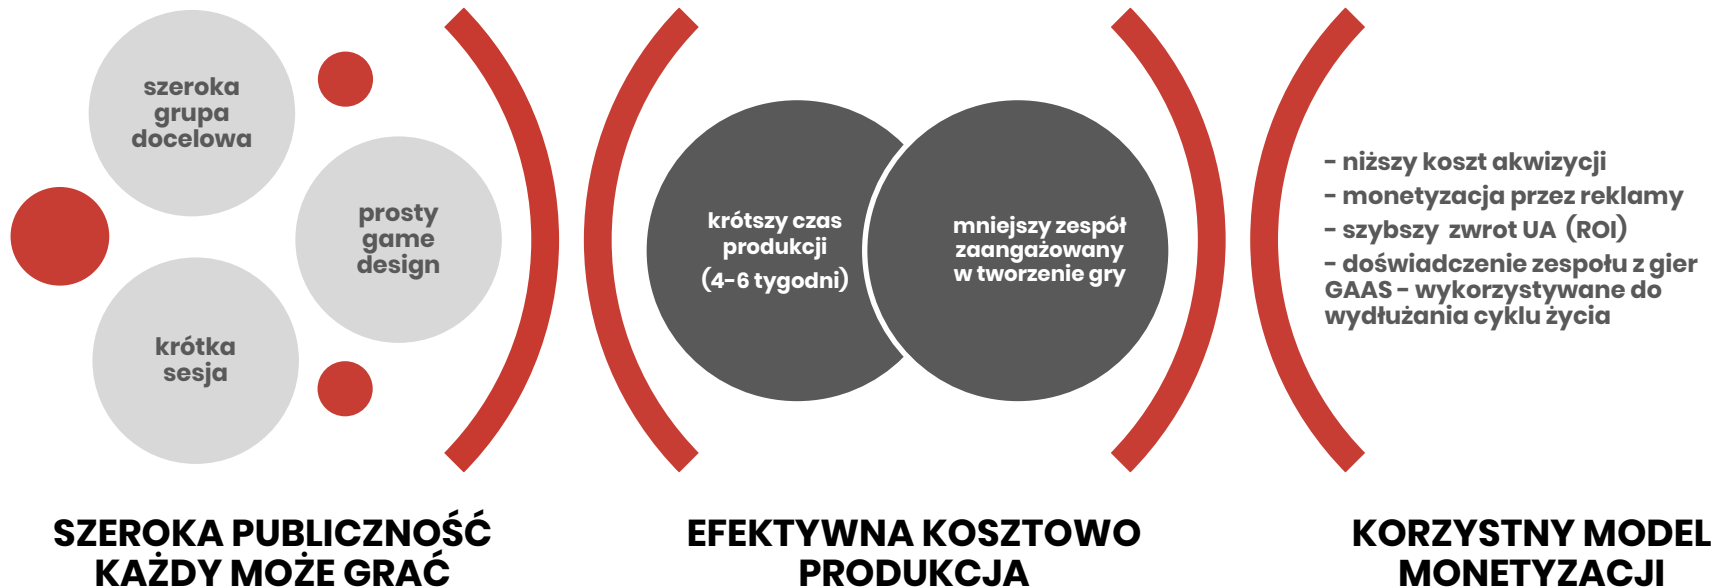 szeroka
grupa
docelowa
prosty
game
design
krótka
sesja
SZEROKA PUBLICZNOŚĆ
KAŻDY MOŻE GRAĆ
krótszy czas
produkcji
(4-6 tygodni)
mniejszy zespół
zaangażowany
w tworzenie gry
EFEKTYWNA KOSZTOWO
PRODUKCJA
- niższy koszt akwizycji
- monetyzacja przez reklamy
- szybszy zwrot UA (ROI)
- doświadczenie zespołu z gier
GAAS - wykorzystywane do
wydłużania cyklu życia
KORZYSTNY MODEL
MONETYZACJI